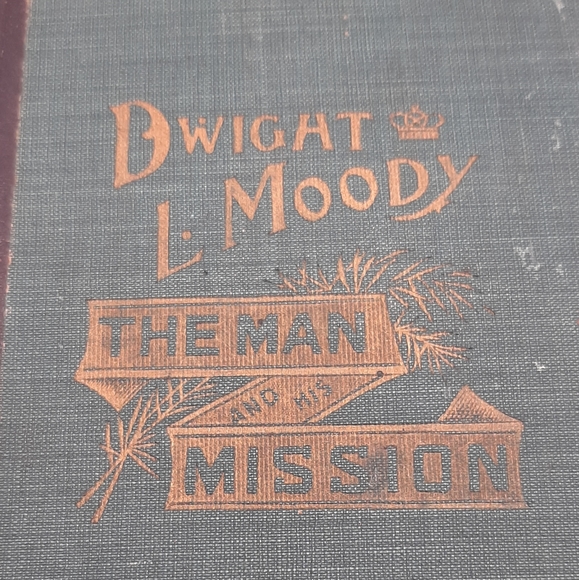 DWIGHT
L. MOODY
THE MAN
AND HIS
MISSION